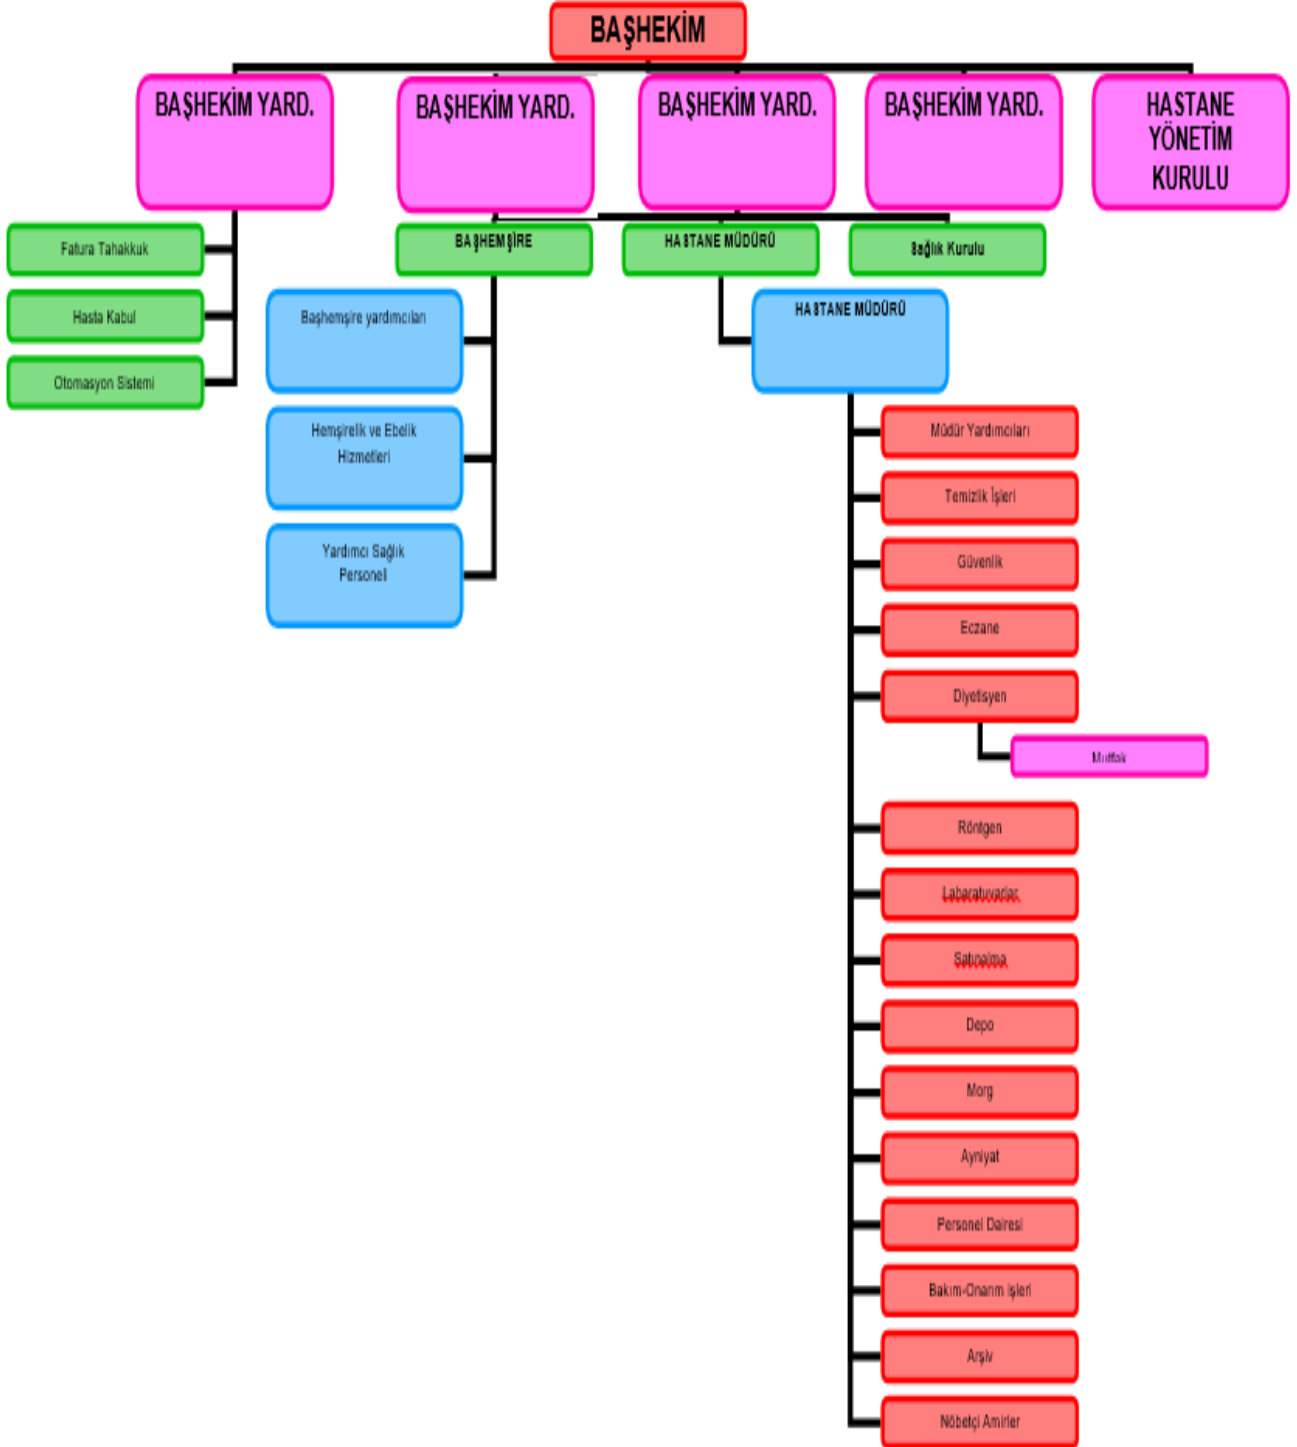 BAŞHEKİM
BAŞHEKİM YARD.
BAŞHEKİM YARD.
BAŞHEKİM YARD.
BAŞHEKİM YARD.
HASTANE
YÖNETİM
KURULU
Fatura Tahakkuk
Hasta Kabul
Otomasyon Sistemi
BAŞHEMŞİRE
HASTANE MÜDÜRÜ
Sağlık Kurulu
Başhemşire yardımcıları
Hemşirelik ve Ebelik
Hizmetleri
Yardımcı Sağlık
Personeli
HASTANE MÜDÜRÜ
Müdür Yardımcıları
Temizlik İşleri
Güvenlik
Eczane
Diyetisyen
Mutfak
Röntgen
Labaratuvarlar
Satınalma
Depo
Morg
Ayniyat
Personel Dairesi
Bakım-Onarım işleri
Arşiv
Nöbetçi Amirler